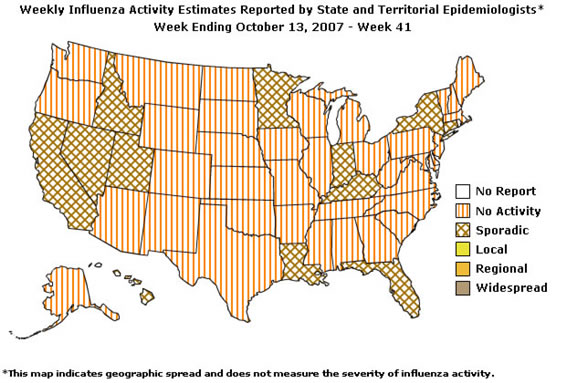 Weekly Influenza Activity Estimates Reported by State and Territorial Epidemiologists*
Week Ending October 13, 2007 - Week 41
No Report
No Activity
Sporadic
Local
Regional
Widespread
*This map indicates geographic spread and does not measure the severity of influenza activity.